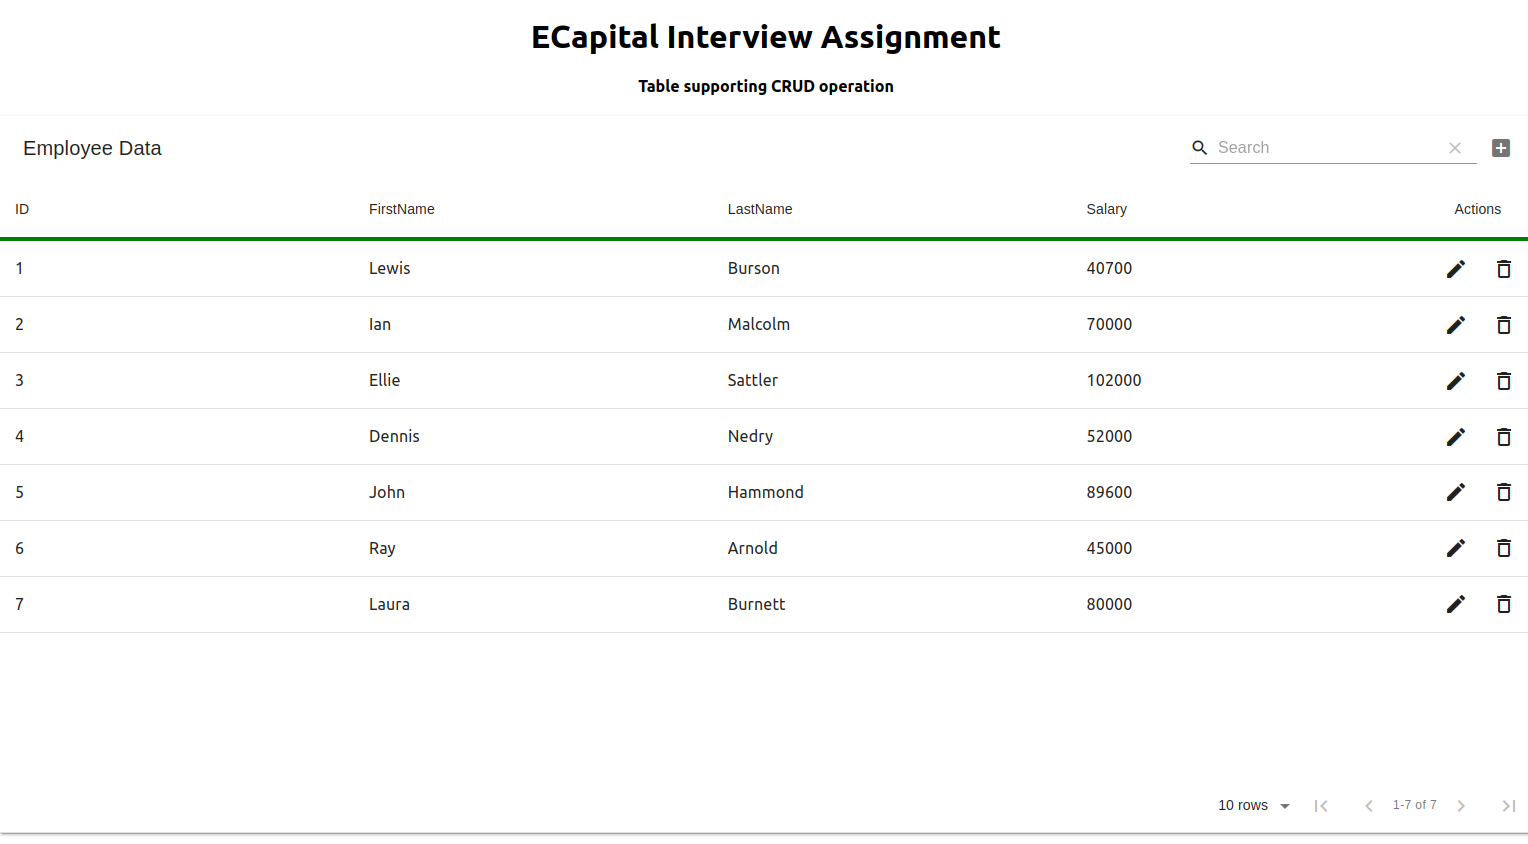 ECapital Interview Assignment
Table supporting CRUD operation
Employee Data Search
ID FirstName LastName Salary Actions
1 Lewis Burson 40700
2 Ian Malcolm 70000
3 Ellie Sattler 102000
4 Dennis Nedry 52000
5 John Hammond 89600
6 Ray Arnold 45000
7 Laura Burnett 80000
10 rows 1-7 of 7